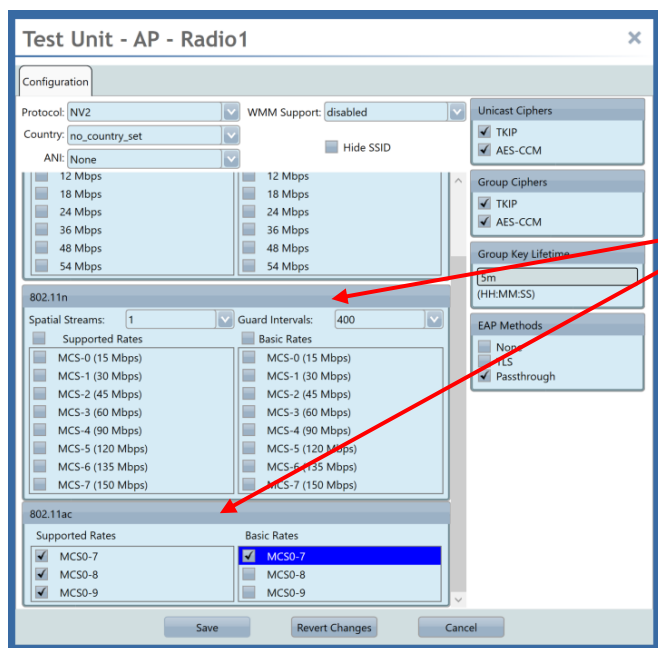 Test Unit - AP - Radio1
Configuration
Protocol: NV2 WMM Support: disabled
Country: no_country_set Hide SSID
ANI: None
12 Mbps 12 Mbps
18 Mbps 18 Mbps
24 Mbps 24 Mbps
36 Mbps 36 Mbps
48 Mbps 48 Mbps
54 Mbps 54 Mbps
802.11n
Spatial Streams: 1 Guard Intervals: 400
Supported Rates Basic Rates
MCS-0 (15 Mbps) MCS-0 (15 Mbps)
MCS-1 (30 Mbps) MCS-1 (30 Mbps)
MCS-2 (45 Mbps) MCS-2 (45 Mbps)
MCS-3 (60 Mbps) MCS-3 (60 Mbps)
MCS-4 (90 Mbps) MCS-4 (90 Mbps)
MCS-5 (120 Mbps) MCS-5 (120 Mbps)
MCS-6 (135 Mbps) MCS-6 (135 Mbps)
MCS-7 (150 Mbps) MCS-7 (150 Mbps)
802.11ac
Supported Rates Basic Rates
MCS0-7 MCS0-7
MCS0-8 MCS0-8
MCS0-9 MCS0-9
Unicast Ciphers
TKIP
AES-CCM
Group Ciphers
TKIP
AES-CCM
Group Key Lifetime
5m
(HH:MM:SS)
EAP Methods
None
TLS
Passthrough
Save Revert Changes Cancel